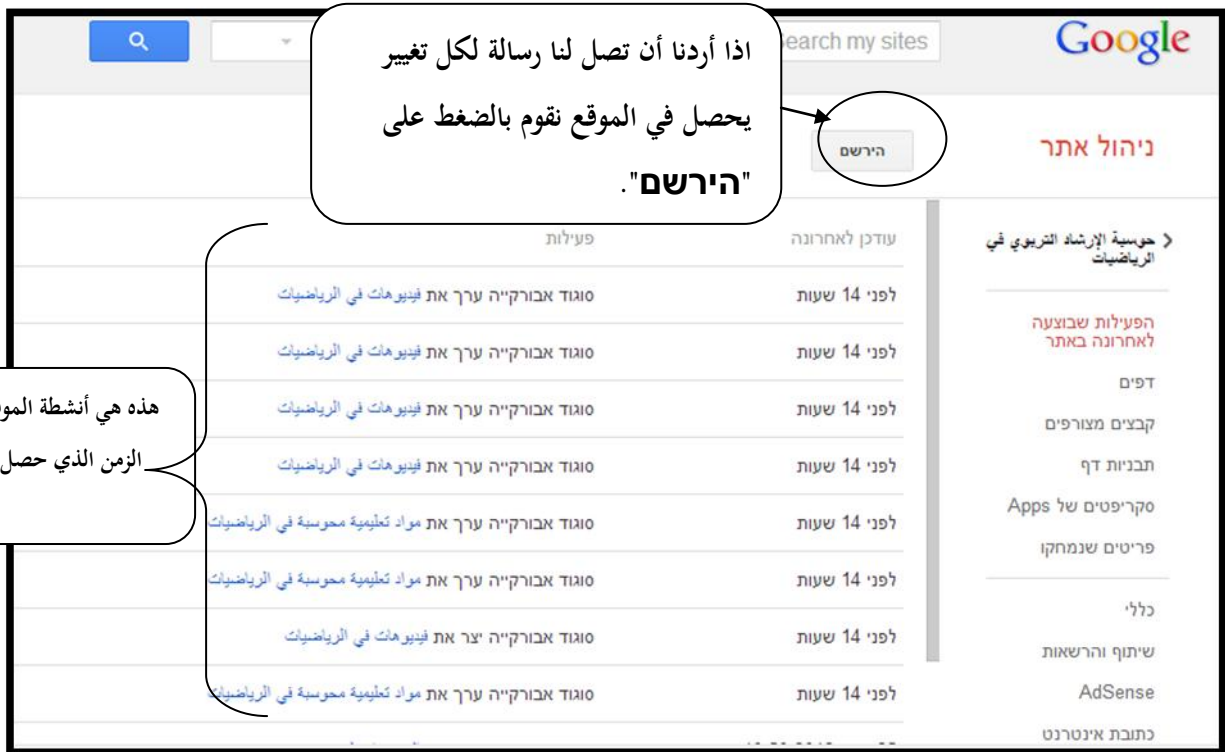 Google
Search my sites
اذا أردنا أن تصل لنا رسالة لكل تغيير
يحصل في الموقع نقوم بالضغط على
"הירשם".
ניהול אתר
הירשם
حوسبة الإرشاد التربوي في
الرياضيات
הפעילות שבוצעה
לאחרונה באתר
דפים
קבצים מצורפים
תבניות דף
סקריפטים של Apps
פריטים שנמחקו
כללי
שיתוף והרשאות
AdSense
כתובת אינטרנט
עודכן לאחרונה פעילות
לפני 14 שעות סוגוד אבורקייה ערך את فيديوهات في الرياضيات
לפני 14 שעות סוגוד אבורקייה ערך את فيديوهات في الرياضيات
לפני 14 שעות סוגוד אבורקייה ערך את فيديوهات في الرياضيات
לפני 14 שעות סוגוד אבורקייה ערך את فيديوهات في الرياضيات
לפני 14 שעות סוגוד אבורקייה ערך את مواد تعليمية محوسبة في الرياضيات
לפני 14 שעות סוגוד אבורקייה ערך את مواد تعليمية محوسبة في الرياضيات
לפני 14 שעות סוגוד אבורקייה יצר את فيديوهات في الرياضيات
לפני 14 שעות סוגוד אבורקייה ערך את مواد تعليمية محوسبة في الرياضيات
هذه هي أنشطة
الزمن الذي حصل